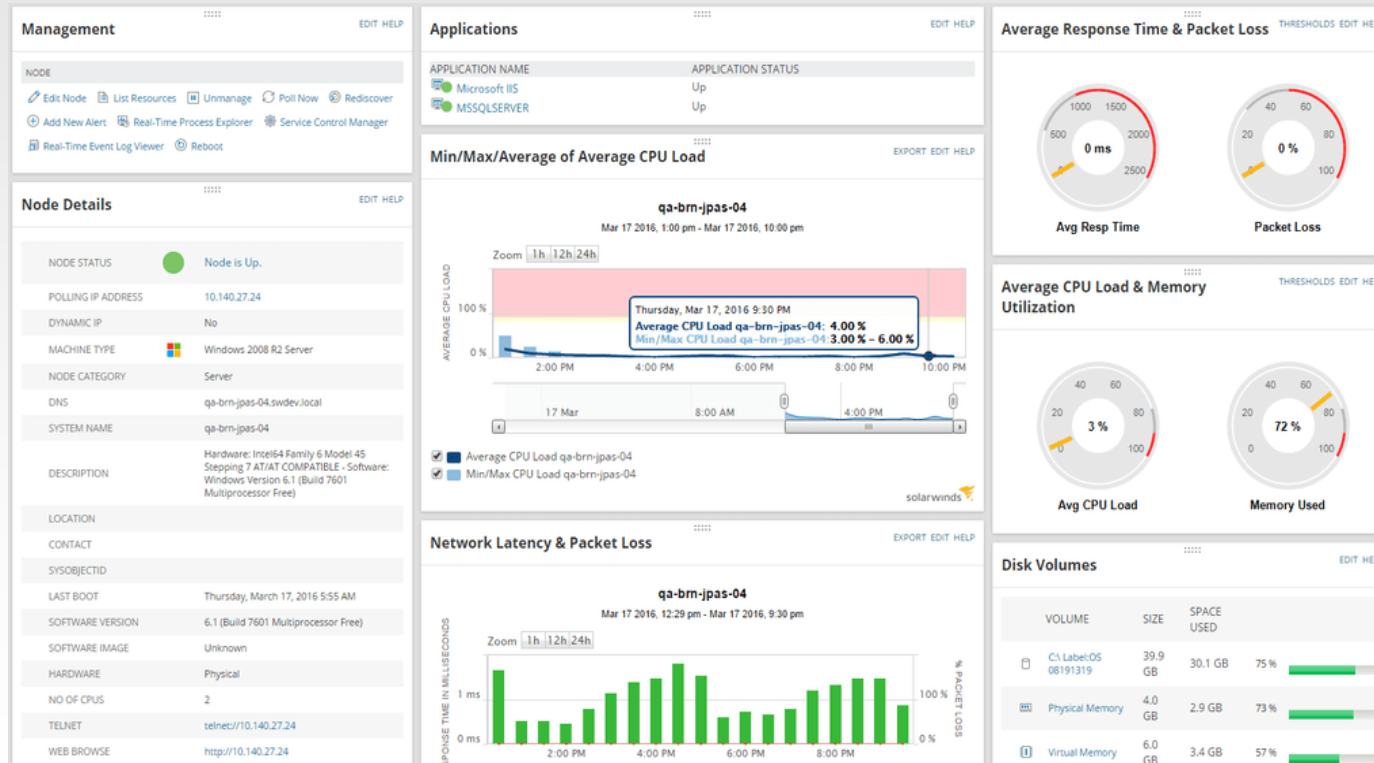 Management
EDIT HELP
NODE
Edit Node List Resources Unmanage Poll Now Rediscover
Add New Alert Real-Time Process Explorer Service Control Manager
Real-Time Event Log Viewer Reboot
Node Details
EDIT HELP
NODE STATUS Node is Up.
POLLING IP ADDRESS 10.140.27.24
DYNAMIC IP No
MACHINE TYPE Windows 2008 R2 Server
NODE CATEGORY Server
DNS qa-brn-jpas-04.swdev.local
SYSTEM NAME qa-brn-jpas-04
DESCRIPTION
Hardware: Intel64 Family 6 Model 45
Stepping 7 AT/AT COMPATIBLE - Software:
Windows Version 6.1 (Build 7601
Multiprocessor Free)
LOCATION
CONTACT
SYSOBJECTID
LAST BOOT Thursday, March 17, 2016 5:55 AM
SOFTWARE VERSION 6.1 (Build 7601 Multiprocessor Free)
SOFTWARE IMAGE Unknown
HARDWARE Physical
NO OF CPUS 2
TELNET telnet://10.140.27.24
WEB BROWSE http://10.140.27.24
Applications
EDIT HELP
APPLICATION NAME APPLICATION STATUS
Microsoft IIS Up
MSSQLSERVER Up
Min/Max/Average of Average CPU Load
EXPORT EDIT HELP
qa-brn-jpas-04
Mar 17 2016, 1:00 pm - Mar 17 2016, 10:00 pm
Zoom 1h 12h 24h
AVERAGE CPU LOAD
100 %
0 %
Thursday, Mar 17, 2016 9:30 PM
Average CPU Load qa-brn-jpas-04: 4.00 %
Min/Max CPU Load qa-brn-jpas-04: 3.00 % - 6.00 %
2:00 PM 4:00 PM 6:00 PM 8:00 PM 10:00 PM
17 Mar 8:00 AM 4:00 PM
Average CPU Load qa-brn-jpas-04
Min/Max CPU Load qa-brn-jpas-04
solarwinds
Network Latency & Packet Loss
EXPORT EDIT HELP
qa-brn-jpas-04
Mar 17 2016, 12:29 pm - Mar 17 2016, 9:30 pm
Zoom 1h 12h 24h
PONSE TIME IN MILLISECONDS
1 ms
0 ms
100 %
0 %
% PACKET LOSS
2:00 PM 4:00 PM 6:00 PM 8:00 PM
Average Response Time & Packet Loss
THRESHOLDS EDIT HE
0 500 1000 1500 2000 2500
0 ms
Avg Resp Time
0 20 40 60 80 100
0 %
Packet Loss
Average CPU Load & Memory
Utilization
THRESHOLDS EDIT HE
0 20 40 60 80 100
3 %
Avg CPU Load
0 20 40 60 80 100
72 %
Memory Used
Disk Volumes
EDIT HE
VOLUME SIZE SPACE
USED
C:\ Label:OS
08191319
39.9
GB
30.1 GB 75 %
Physical Memory
4.0
GB
2.9 GB 73 %
Virtual Memory
6.0
GB
3.4 GB 57 %